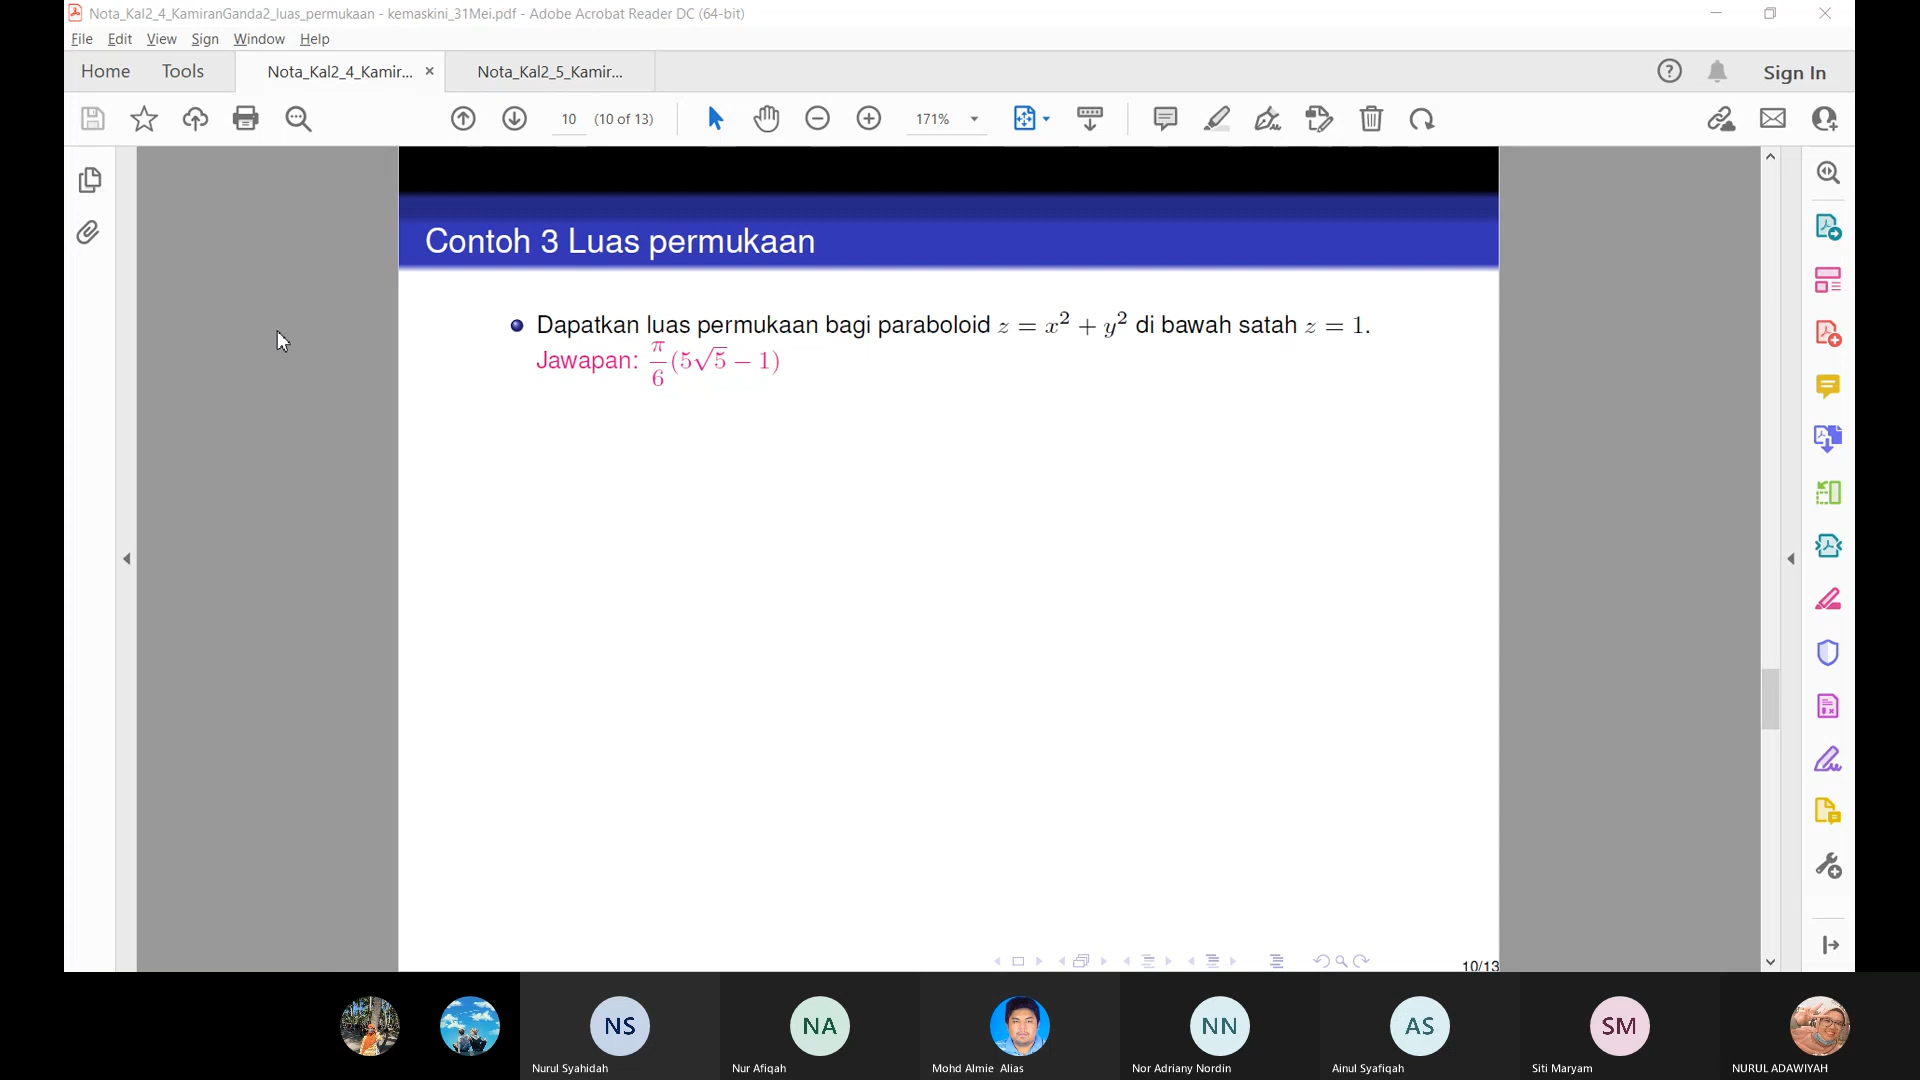 Nota_Kal2_4_KamiranGanda2_luas_permukaan - kemaskini_31Mei.pdf - Adobe Acrobat Reader DC (64-bit)
File Edit View Sign Window Help
Home Tools Nota_Kal2_4_Kamir... × Nota_Kal2_5_Kamir... Sign In
10 (10 of 13) 171%
Contoh 3 Luas permukaan
Dapatkan luas permukaan bagi paraboloid z = x² + y² di bawah satah z = 1.
Jawapan: π/6(5√5 − 1)
10/13
NS NA NN AS SM
Nurul Syahidah Nur Afiqah Mohd Almie Alias Nor Adriany Nordin Ainul Syafiqah Siti Maryam NURUL ADAWIYAH